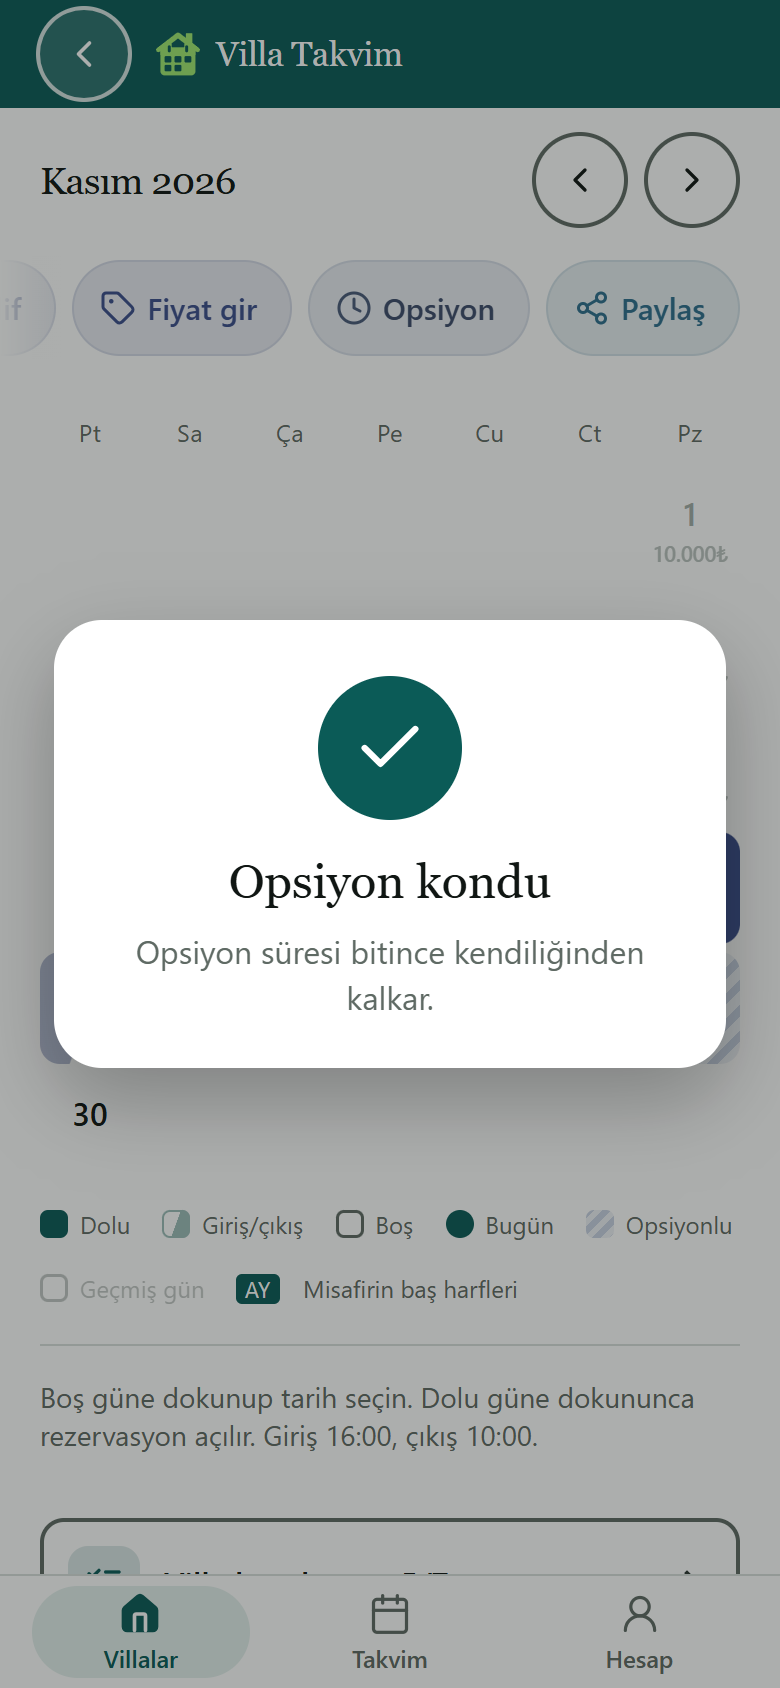 Villa Takvim
Kasım 2026
if
Fiyat gir
Opsiyon
Paylaş
Pt Sa Ça Pe Cu Ct Pz
1
10.000₺
Opsiyon kondu
Opsiyon süresi bitince kendiliğinden
kalkar.
30
Dolu Giriş/çıkış Boş Bugün Opsiyonlu
Geçmiş gün AY Misafirin baş harfleri
Boş güne dokunup tarih seçin. Dolu güne dokununca
rezervasyon açılır. Giriş 16:00, çıkış 10:00.
Villalar Takvim Hesap